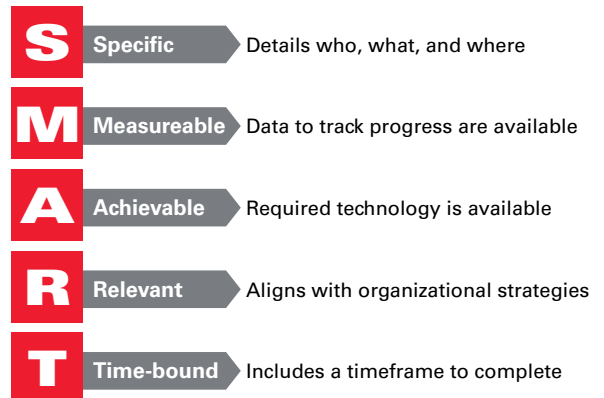 S Specific Details who, what, and where
M Measureable Data to track progress are available
A Achievable Required technology is available
R Relevant Aligns with organizational strategies
T Time-bound Includes a timeframe to complete